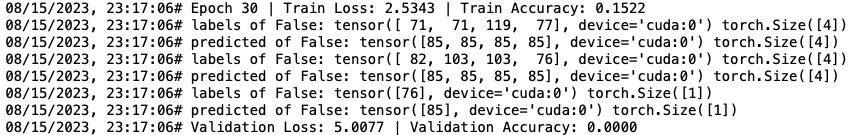 08/15/2023, 23:17:06# Epoch 30 | Train Loss: 2.5343 | Train Accuracy: 0.1522
08/15/2023, 23:17:06# labels of False: tensor([ 71,  71, 119,  77], device='cuda:0') torch.Size([4])
08/15/2023, 23:17:06# predicted of False: tensor([85, 85, 85, 85], device='cuda:0') torch.Size([4])
08/15/2023, 23:17:06# labels of False: tensor([ 82, 103, 103,  76], device='cuda:0') torch.Size([4])
08/15/2023, 23:17:06# predicted of False: tensor([85, 85, 85, 85], device='cuda:0') torch.Size([4])
08/15/2023, 23:17:06# labels of False: tensor([76], device='cuda:0') torch.Size([1])
08/15/2023, 23:17:06# predicted of False: tensor([85], device='cuda:0') torch.Size([1])
08/15/2023, 23:17:06# Validation Loss: 5.0077 | Validation Accuracy: 0.0000